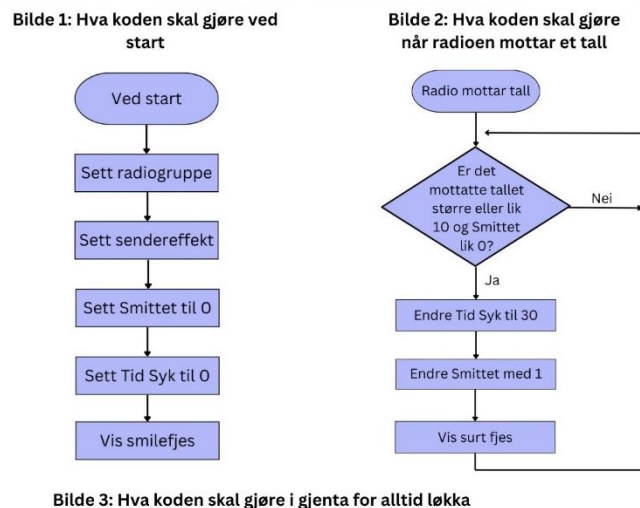 Bilde 1: Hva koden skal gjøre ved
start
Ved start
Sett radiogruppe
Sett sendereffekt
Sett Smittet til 0
Sett Tid Syk til 0
Vis smilefjes
Bilde 2: Hva koden skal gjøre
når radioen mottar et tall
Radio mottar tall
Er det
mottatte tallet
større eller lik
10 og Smittet
lik 0?
Nei
Ja
Endre Tid Syk til 30
Endre Smittet med 1
Vis surt fjes
Bilde 3: Hva koden skal gjøre i gjenta for alltid løkka